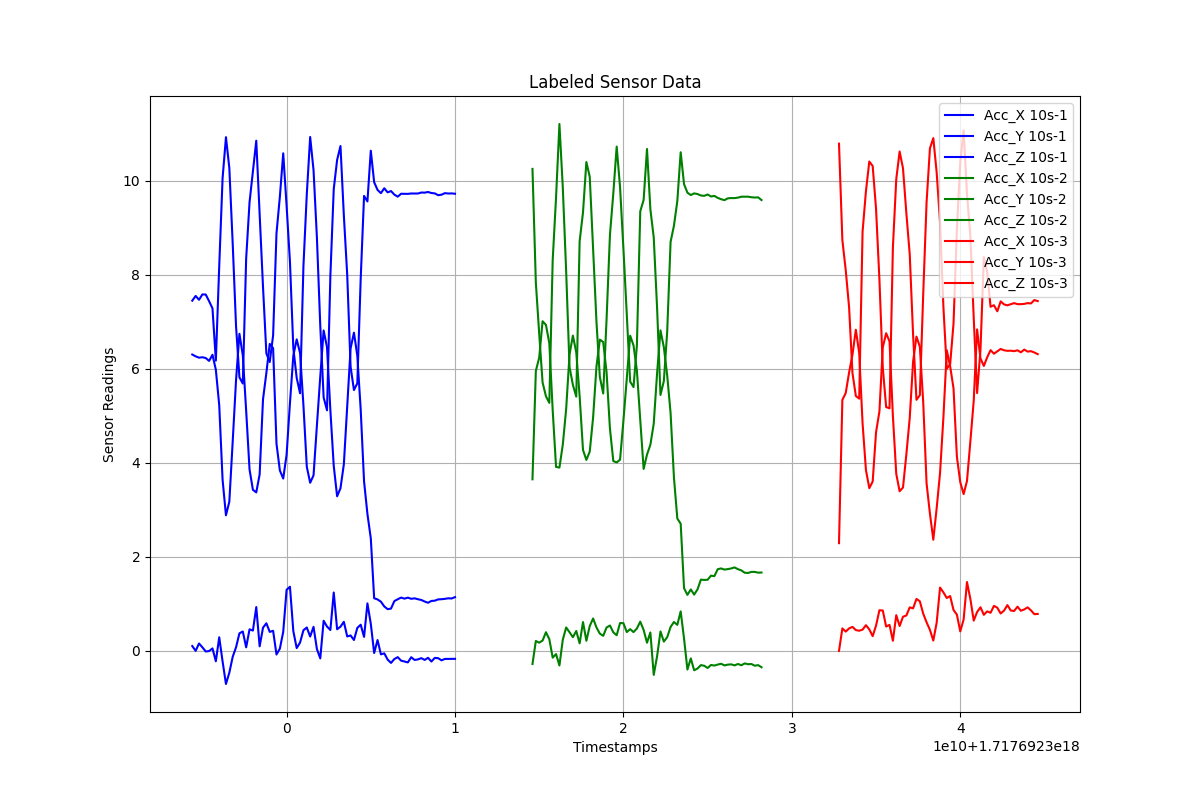 Labeled Sensor Data
Acc_X 10s-1
Acc_Y 10s-1
Acc_Z 10s-1
Acc_X 10s-2
Acc_Y 10s-2
Acc_Z 10s-2
Acc_X 10s-3
Acc_Y 10s-3
Acc_Z 10s-3
Sensor Readings
10
8
6
4
2
0
0 1 2 3 4
Timestamps
1e10+1.7176923e18